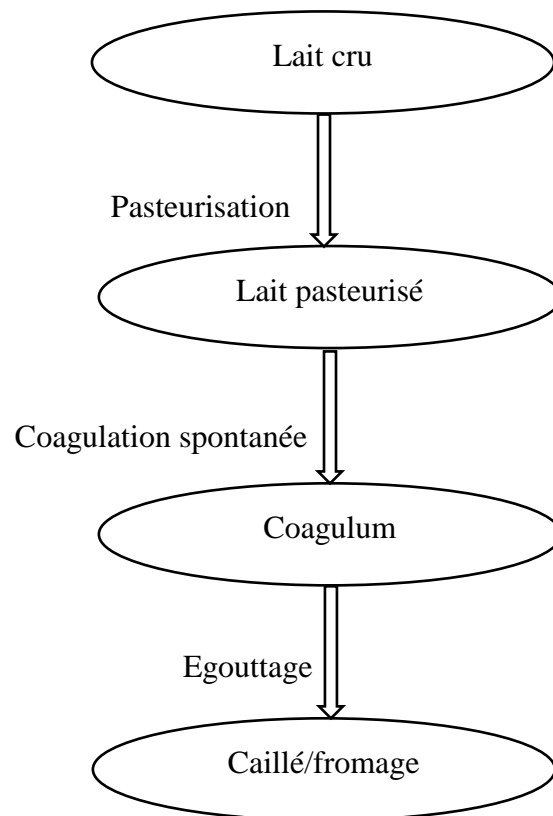 Lait cru
Pasteurisation
Lait pasteurisé
Coagulation spontanée
Coagulum
Egouttage
Caillé/fromage